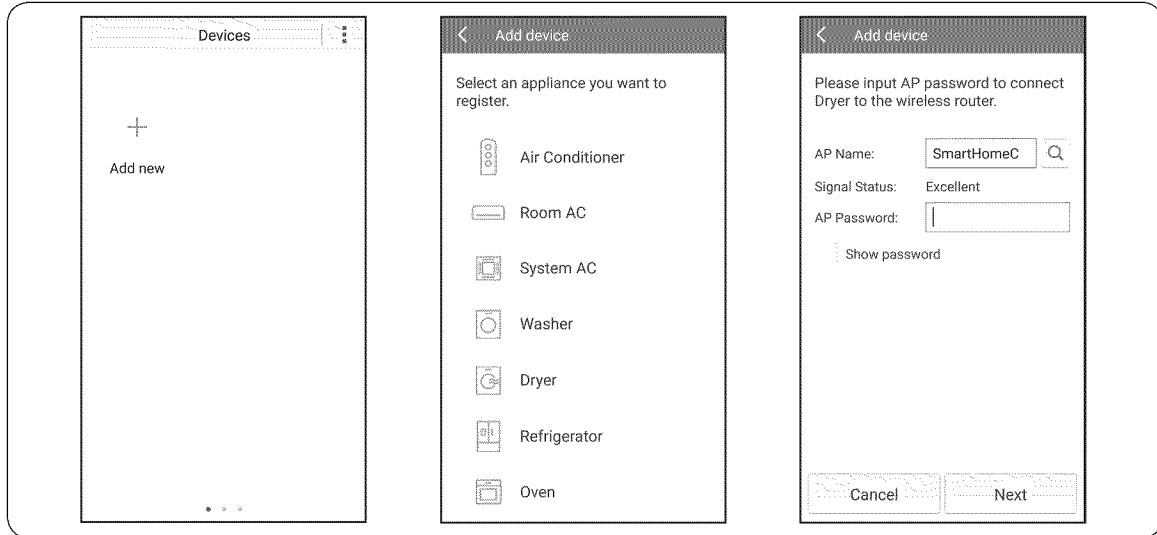 Devices
Add new
Add device
Select an appliance you want to
register.
Air Conditioner
Room AC
System AC
Washer
Dryer
Refrigerator
Oven
Add device
Please input AP password to connect
Dryer to the wireless router.
AP Name: SmartHomeC
Signal Status: Excellent
AP Password:
Show password
Cancel Next